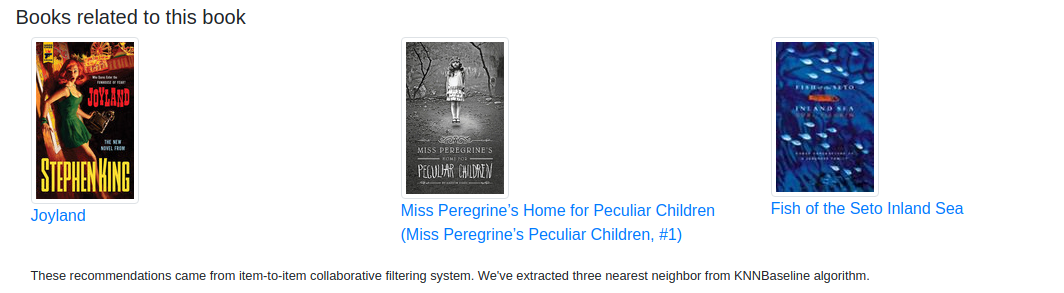 Books related to this book
JOYLAND
THE NEW
NOVEL FROM
STEPHEN KING
Joyland
MISS PEREGRINE'S
HOME FOR
PECULIAR CHILDREN
Miss Peregrine’s Home for Peculiar Children
(Miss Peregrine’s Peculiar Children, #1)
FISH of the SETO
INLAND SEA
Fish of the Seto Inland Sea
These recommendations came from item-to-item collaborative filtering system. We've extracted three nearest neighbor from KNNBaseline algorithm.